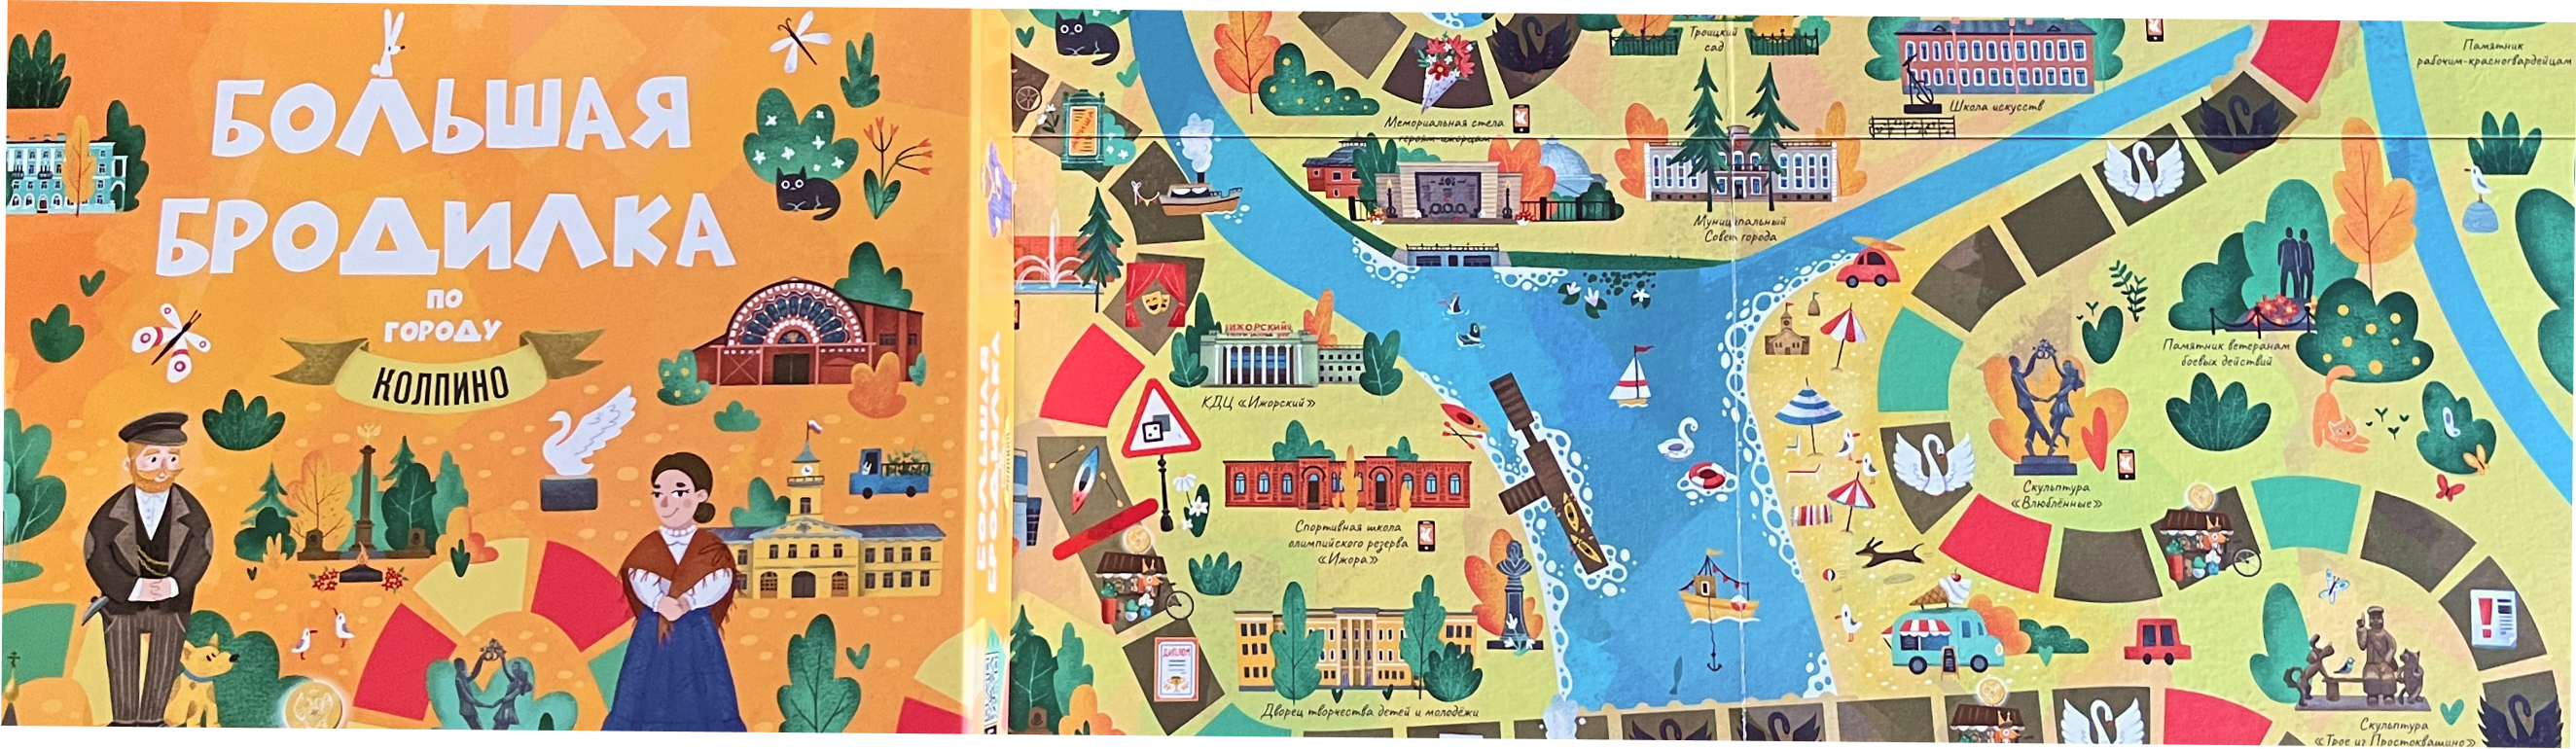 БОЛЬШАЯ
БРОДИЛКА
ПО
ГОРОДУ
КОЛПИНО
БОЛЬШАЯ
БРОДИЛКА
Троицкий
сад
Школа искусств
Памятник
рабочим-красногвардейцам
Мемориальная стела
героям-ижорцам
АФИША
Муниципальный
Совет города
ИЖОРСКИЙ
КДЦ «Ижорский»
Памятник ветеранам
боевых действий
Скульптура
«Влюблённые»
Спортивная школа
олимпийского резерва
«Ижора»
ДИПЛОМ
Дворец творчества детей и молодёжи
Скульптура
«Трое из Простоквашино»